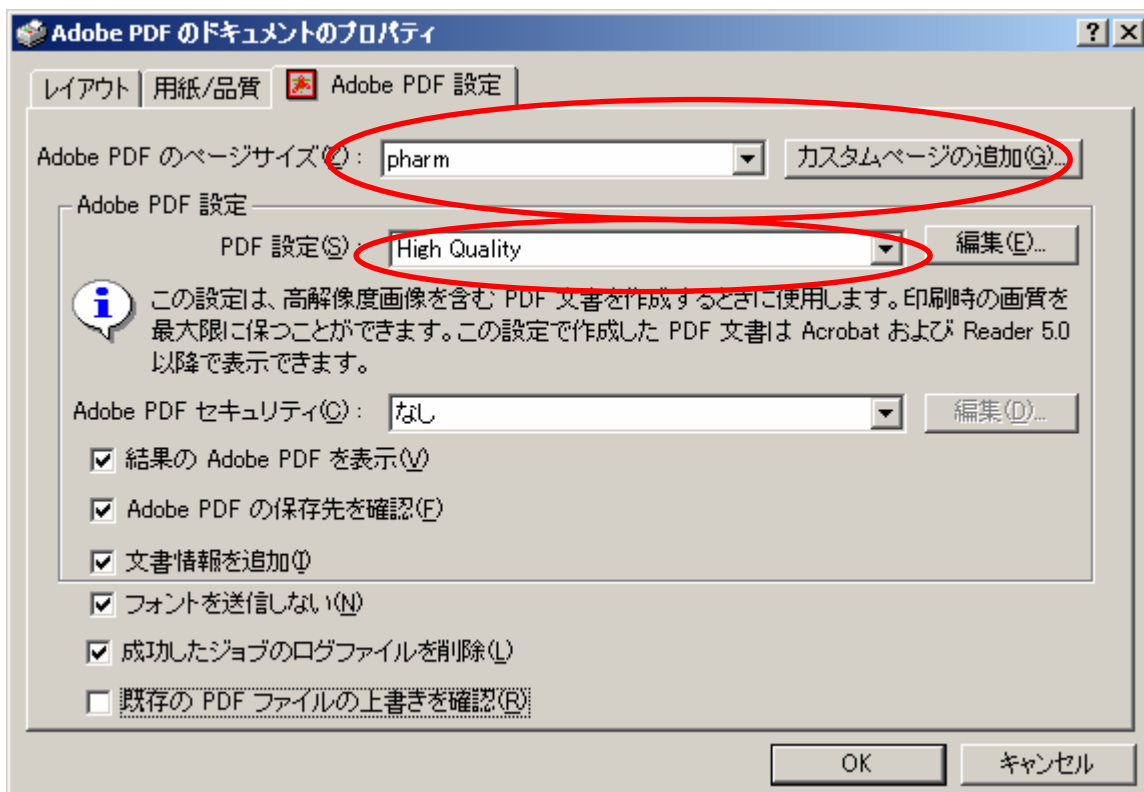 Adobe PDF のドキュメントのプロパティ
レイアウト 用紙/品質 Adobe PDF 設定
Adobe PDF のページサイズ(Z): pharm カスタムページの追加(G)...
Adobe PDF 設定
PDF 設定(S): High Quality 編集(E)...
この設定は、高解像度画像を含む PDF 文書を作成するときに使用します。印刷時の画質を
最大限に保つことができます。この設定で作成した PDF 文書は Acrobat および Reader 5.0
以降で表示できます。
Adobe PDF セキュリティ(C): なし 編集(D)...
結果の Adobe PDF を表示(V)
Adobe PDF の保存先を確認(F)
文書情報を追加(I)
フォントを送信しない(N)
成功したジョブのログファイルを削除(L)
既存の PDF ファイルの上書きを確認(R)
OK キャンセル